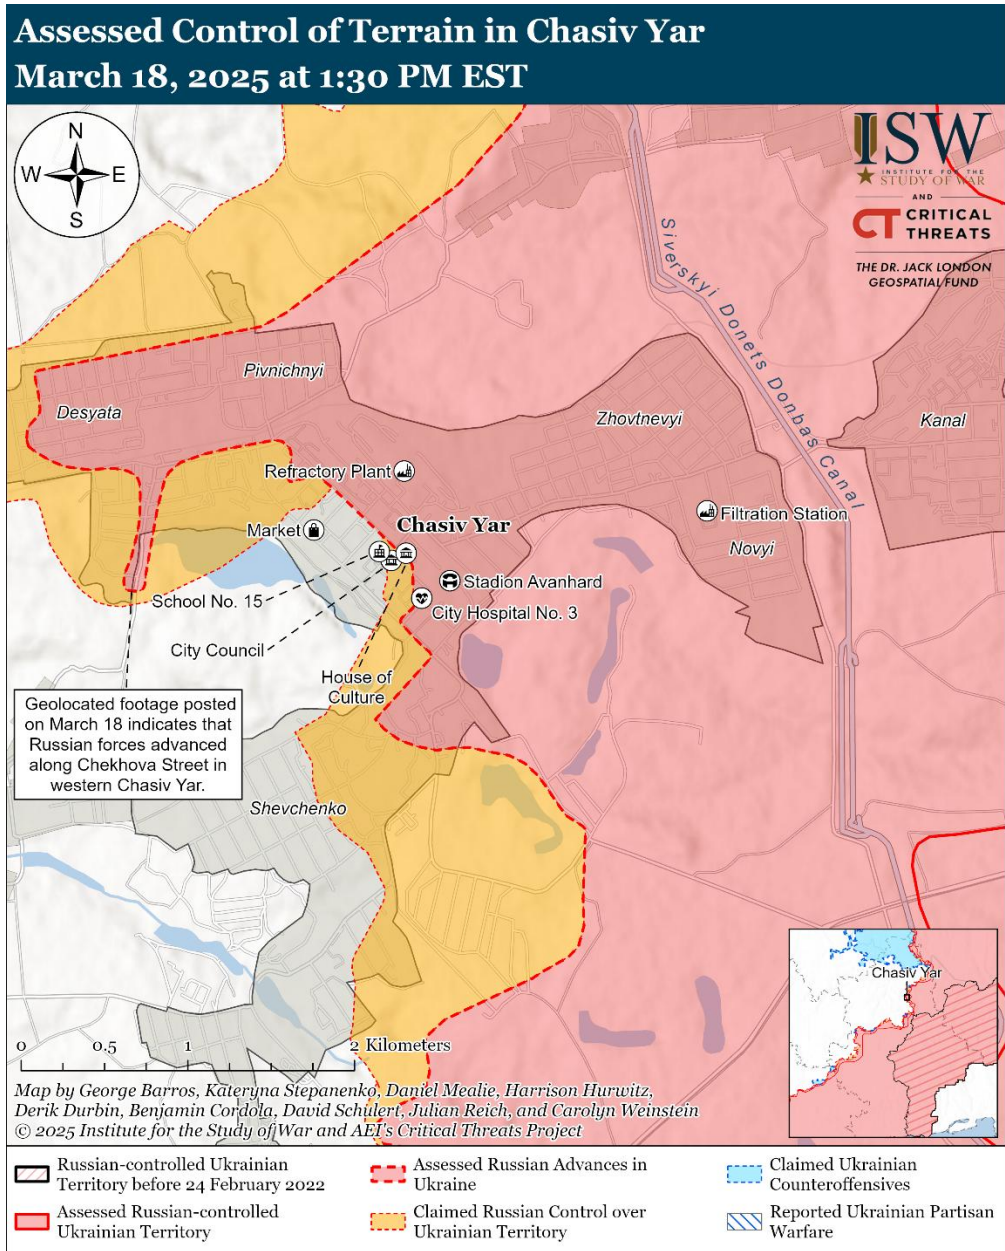 Assessed Control of Terrain in Chasiv Yar
March 18, 2025 at 1:30 PM EST
N
W
E
S
ISW
INSTITUTE FOR THE
STUDY OF WAR
AND
CT CRITICAL
THREATS
THE DR. JACK LONDON
GEOSPATIAL FUND
Siverskyi Donets Donbas Canal
Pivnichnyi
Desyata
Zhovtnevyi
Kanal
Refractory Plant
Chasiv Yar
Market
Filtration Station
Novyi
Stadion Avanhard
School No. 15
City Hospital No. 3
City Council
House of
Culture
Geolocated footage posted
on March 18 indicates that
Russian forces advanced
along Chekhova Street in
western Chasiv Yar.
Shevchenko
Chasiv Yar
0
0.5
1
2 Kilometers
Map by George Barros, Kateryna Stepanenko, Daniel Mealie, Harrison Hurwitz,
Derik Durbin, Benjamin Cordola, David Schulert, Julian Reich, and Carolyn Weinstein
© 2025 Institute for the Study of War and AEI's Critical Threats Project
Russian-controlled Ukrainian
Territory before 24 February 2022
Assessed Russian-controlled
Ukrainian Territory
Assessed Russian Advances in
Ukraine
Claimed Russian Control over
Ukrainian Territory
Claimed Ukrainian
Counteroffensives
Reported Ukrainian Partisan
Warfare